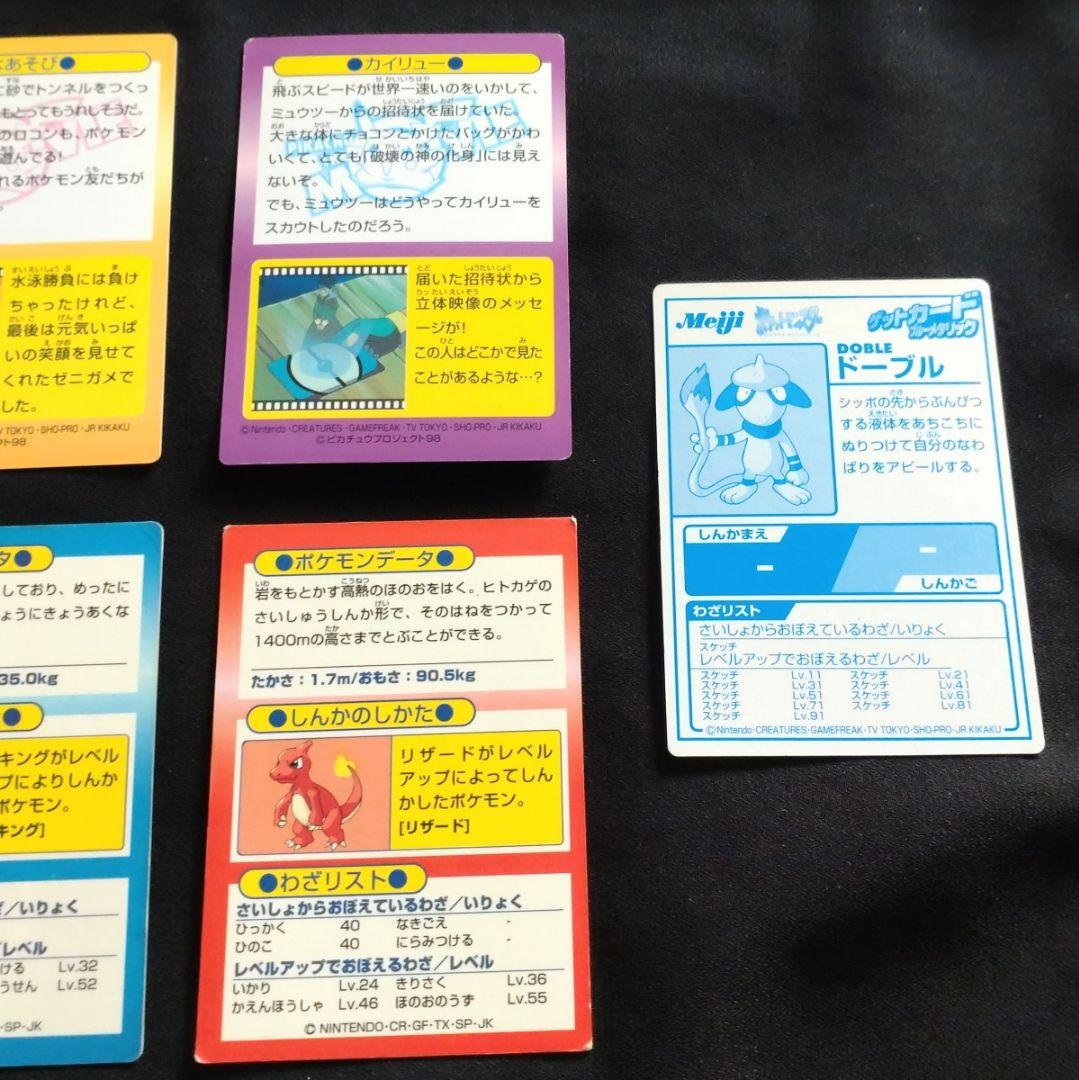 あそび●
砂でトンネルをつくっ
もとってもうれしそうだ。
のロコンも、ポケモン
遊んでる!
れるポケモン友だちが
。
水泳勝負には負け
ちゃったけれど、
最後は元気いっぱ
いの笑顔を見せて
くれたゼニガメで
した。
V TOKYO・SHO-PRO・JR KIKAKU
クト98
●カイリュー●
飛ぶスピードが世界一速いのをいかして、
ミュウツーからの招待状を届けていた。
大きな体にチョコンとかけたバッグがかわ
いくて、とても「破壊の神の化身」には見え
ないぞ。
でも、ミュウツーはどうやってカイリューを
スカウトしたのだろう。
届いた招待状から
立体映像のメッセ
ージが!
この人はどこかで見た
ことがあるような…?
©Nintendo・CREATURES・GAMEFREAK・TV TOKYO・SHO-PRO・JR KIKAKU
©ピカチュウプロジェクト98
Meiji
ポケットモンスター
ゲットカード
ブルーメタリック
DOBLE
ドーブル
シッポの先からぶんぴつ
する液体をあちこちに
ぬりつけて自分のなわ
ばりをアピールする。
しんかまえ
-
-
しんかご
わざリスト
さいしょからおぼえているわざ/いりょく
スケッチ
レベルアップでおぼえるわざ/レベル
スケッチ Lv.11 スケッチ Lv.21
スケッチ Lv.31 スケッチ Lv.41
スケッチ Lv.51 スケッチ Lv.61
スケッチ Lv.71 スケッチ Lv.81
スケッチ Lv.91
©Nintendo・CREATURES・GAMEFREAK・TV TOKYO・SHO-PRO・JR KIKAKU
タ●
しており、めったに
ょうにきょうあくな
35.0kg
●
キングがレベル
プによりしんか
ポケモン。
キング]
ざ/いりょく
/レベル
ける Lv.32
うせん Lv.52
・SP・JK
●ポケモンデータ●
岩をもとかす高熱のほのおをはく。ヒトカゲの
さいしゅうしんか形で、そのはねをつかって
1400mの高さまでとぶことができる。
たかさ:1.7m/おもさ:90.5kg
●しんかのしかた●
リザードがレベル
アップによってしん
かしたポケモン。
[リザード]
●わざリスト●
さいしょからおぼえているわざ/いりょく
ひっかく 40 なきごえ -
ひのこ 40 にらみつける -
レベルアップでおぼえるわざ/レベル
いかり Lv.24 きりさく Lv.36
かえんほうしゃ Lv.46 ほのおのうず Lv.55
© NINTENDO・CR・GF・TX・SP・JK